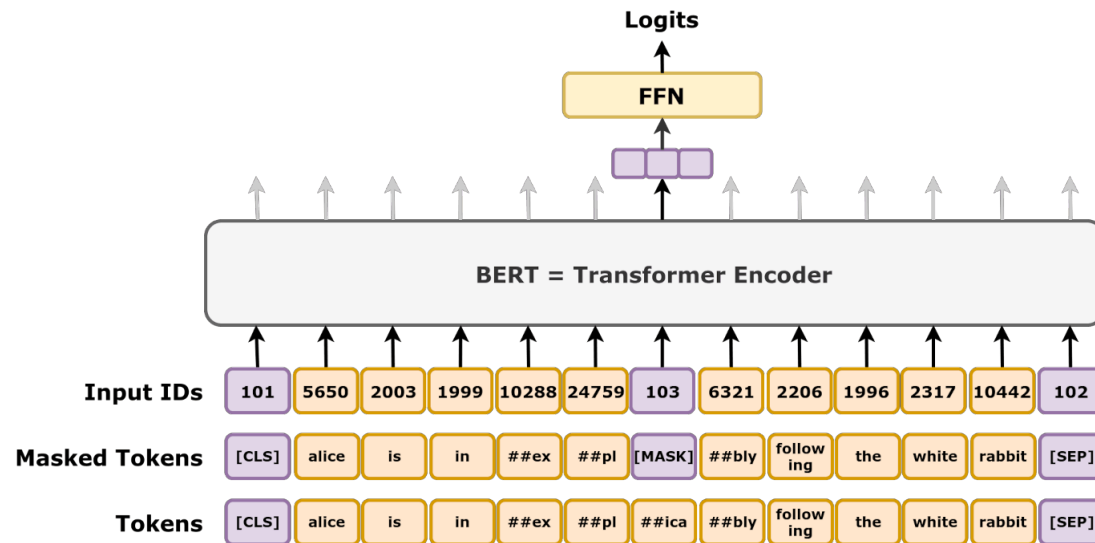 Logits
FFN
BERT = Transformer Encoder
Input IDs 101 5650 2003 1999 10288 24759 103 6321 2206 1996 2317 10442 102
Masked Tokens [CLS] alice is in ##ex ##pl [MASK] ##bly follow ing the white rabbit [SEP]
Tokens [CLS] alice is in ##ex ##pl ##ica ##bly follow ing the white rabbit [SEP]